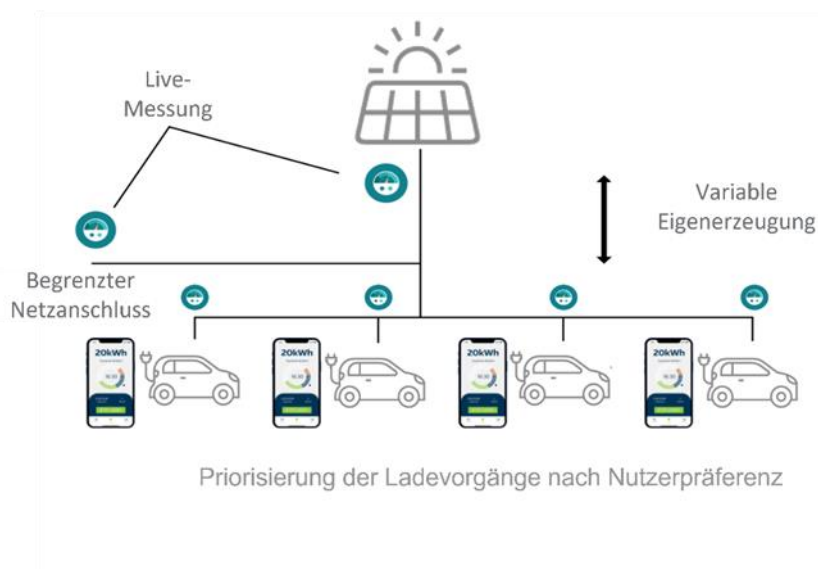 Live-
Messung
Variable
Eigenerzeugung
Begrenzter
Netzanschluss
20kWh
20kWh
20kWh
20kWh
Priorisierung der Ladevorgänge nach Nutzerpräferenz